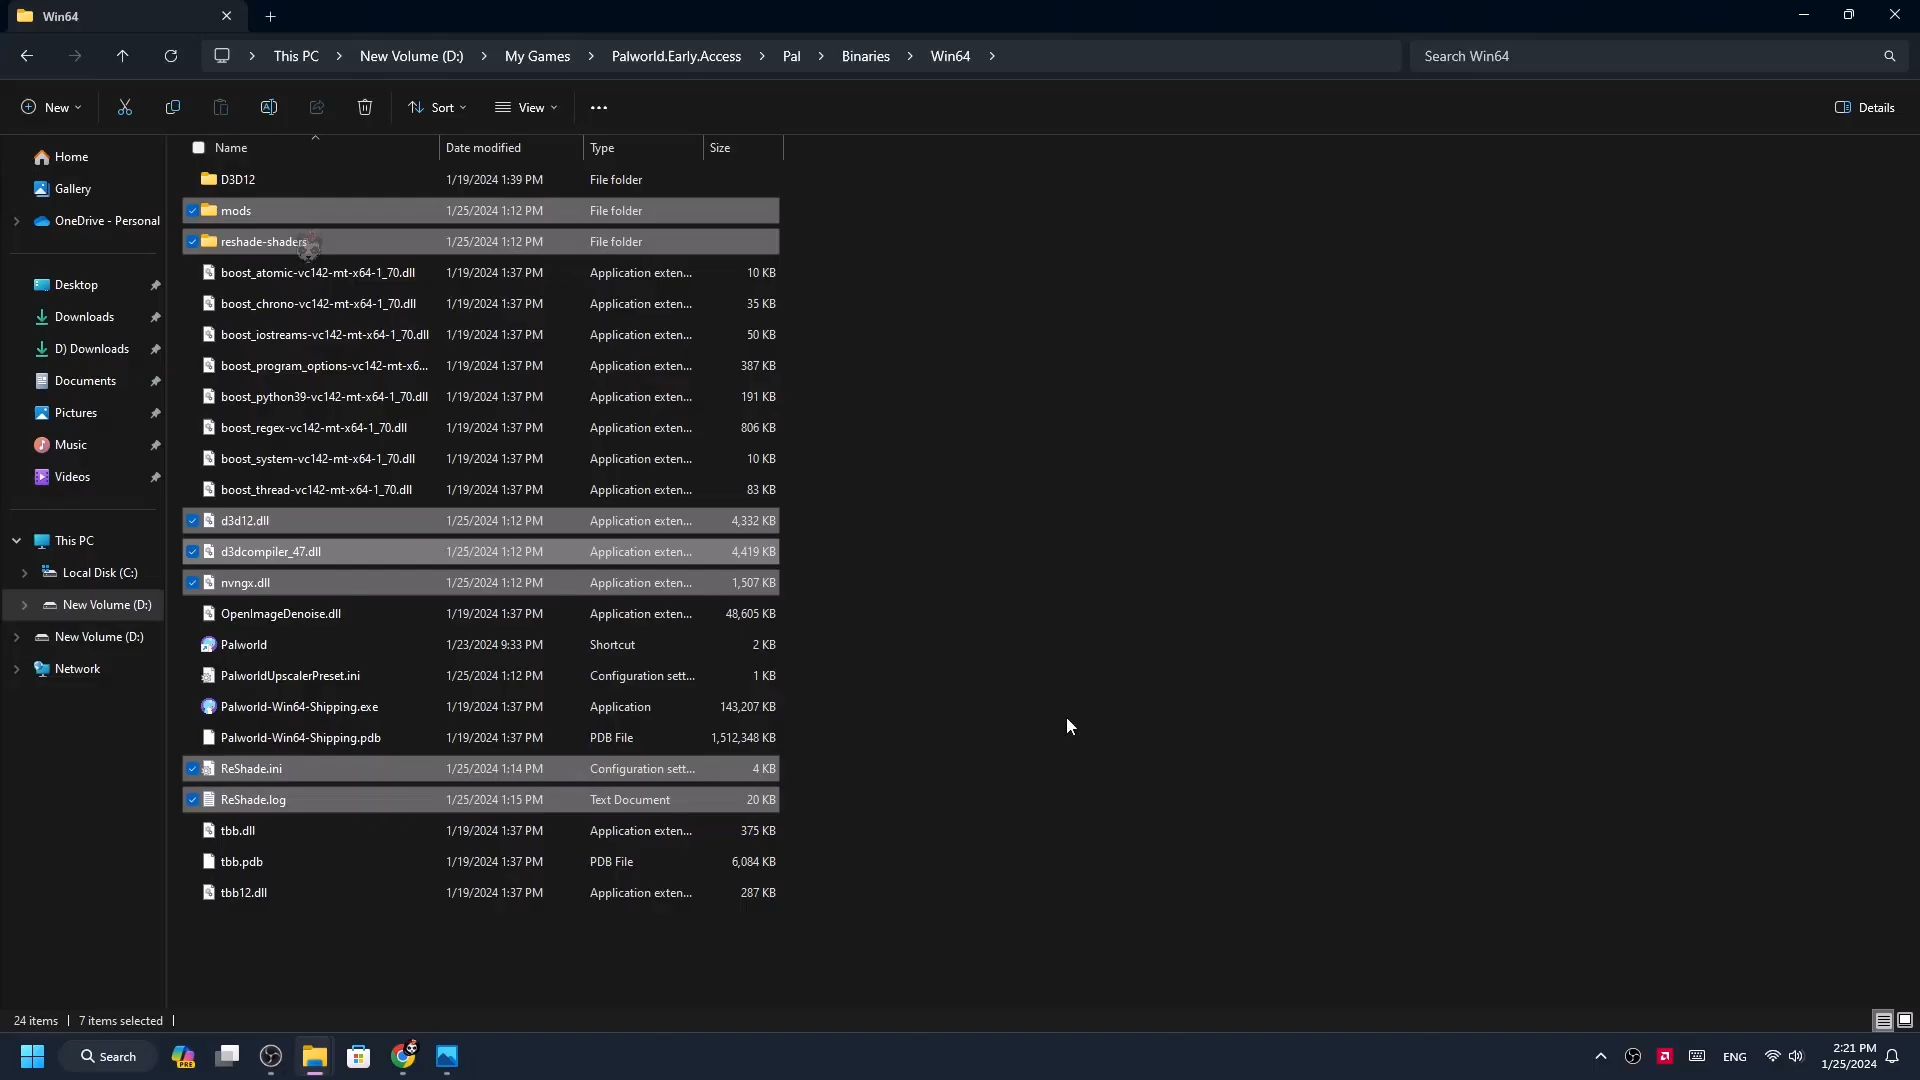 Win64
This PC > New Volume (D:) > My Games > Palworld.Early.Access > Pal > Binaries > Win64 >
Search Win64
New
Sort
View
Details
Home
Gallery
OneDrive - Personal
Desktop
Downloads
D) Downloads
Documents
Pictures
Music
Videos
This PC
Local Disk (C:)
New Volume (D:)
New Volume (D:)
Network
Name Date modified Type Size
D3D12 1/19/2024 1:39 PM File folder
mods 1/25/2024 1:12 PM File folder
reshade-shaders 1/25/2024 1:12 PM File folder
boost_atomic-vc142-mt-x64-1_70.dll 1/19/2024 1:37 PM Application exten... 10 KB
boost_chrono-vc142-mt-x64-1_70.dll 1/19/2024 1:37 PM Application exten... 35 KB
boost_iostreams-vc142-mt-x64-1_70.dll 1/19/2024 1:37 PM Application exten... 50 KB
boost_program_options-vc142-mt-x6... 1/19/2024 1:37 PM Application exten... 387 KB
boost_python39-vc142-mt-x64-1_70.dll 1/19/2024 1:37 PM Application exten... 191 KB
boost_regex-vc142-mt-x64-1_70.dll 1/19/2024 1:37 PM Application exten... 806 KB
boost_system-vc142-mt-x64-1_70.dll 1/19/2024 1:37 PM Application exten... 10 KB
boost_thread-vc142-mt-x64-1_70.dll 1/19/2024 1:37 PM Application exten... 83 KB
d3d12.dll 1/25/2024 1:12 PM Application exten... 4,332 KB
d3dcompiler_47.dll 1/25/2024 1:12 PM Application exten... 4,419 KB
nvngx.dll 1/25/2024 1:12 PM Application exten... 1,507 KB
OpenImageDenoise.dll 1/19/2024 1:37 PM Application exten... 48,605 KB
Palworld 1/23/2024 9:33 PM Shortcut 2 KB
PalworldUpscalerPreset.ini 1/25/2024 1:12 PM Configuration sett... 1 KB
Palworld-Win64-Shipping.exe 1/19/2024 1:37 PM Application 143,207 KB
Palworld-Win64-Shipping.pdb 1/19/2024 1:37 PM PDB File 1,512,348 KB
ReShade.ini 1/25/2024 1:14 PM Configuration sett... 4 KB
ReShade.log 1/25/2024 1:15 PM Text Document 20 KB
tbb.dll 1/19/2024 1:37 PM Application exten... 375 KB
tbb.pdb 1/19/2024 1:37 PM PDB File 6,084 KB
tbb12.dll 1/19/2024 1:37 PM Application exten... 287 KB
24 items | 7 items selected |
Search
PRE
ENG
2:21 PM
1/25/2024